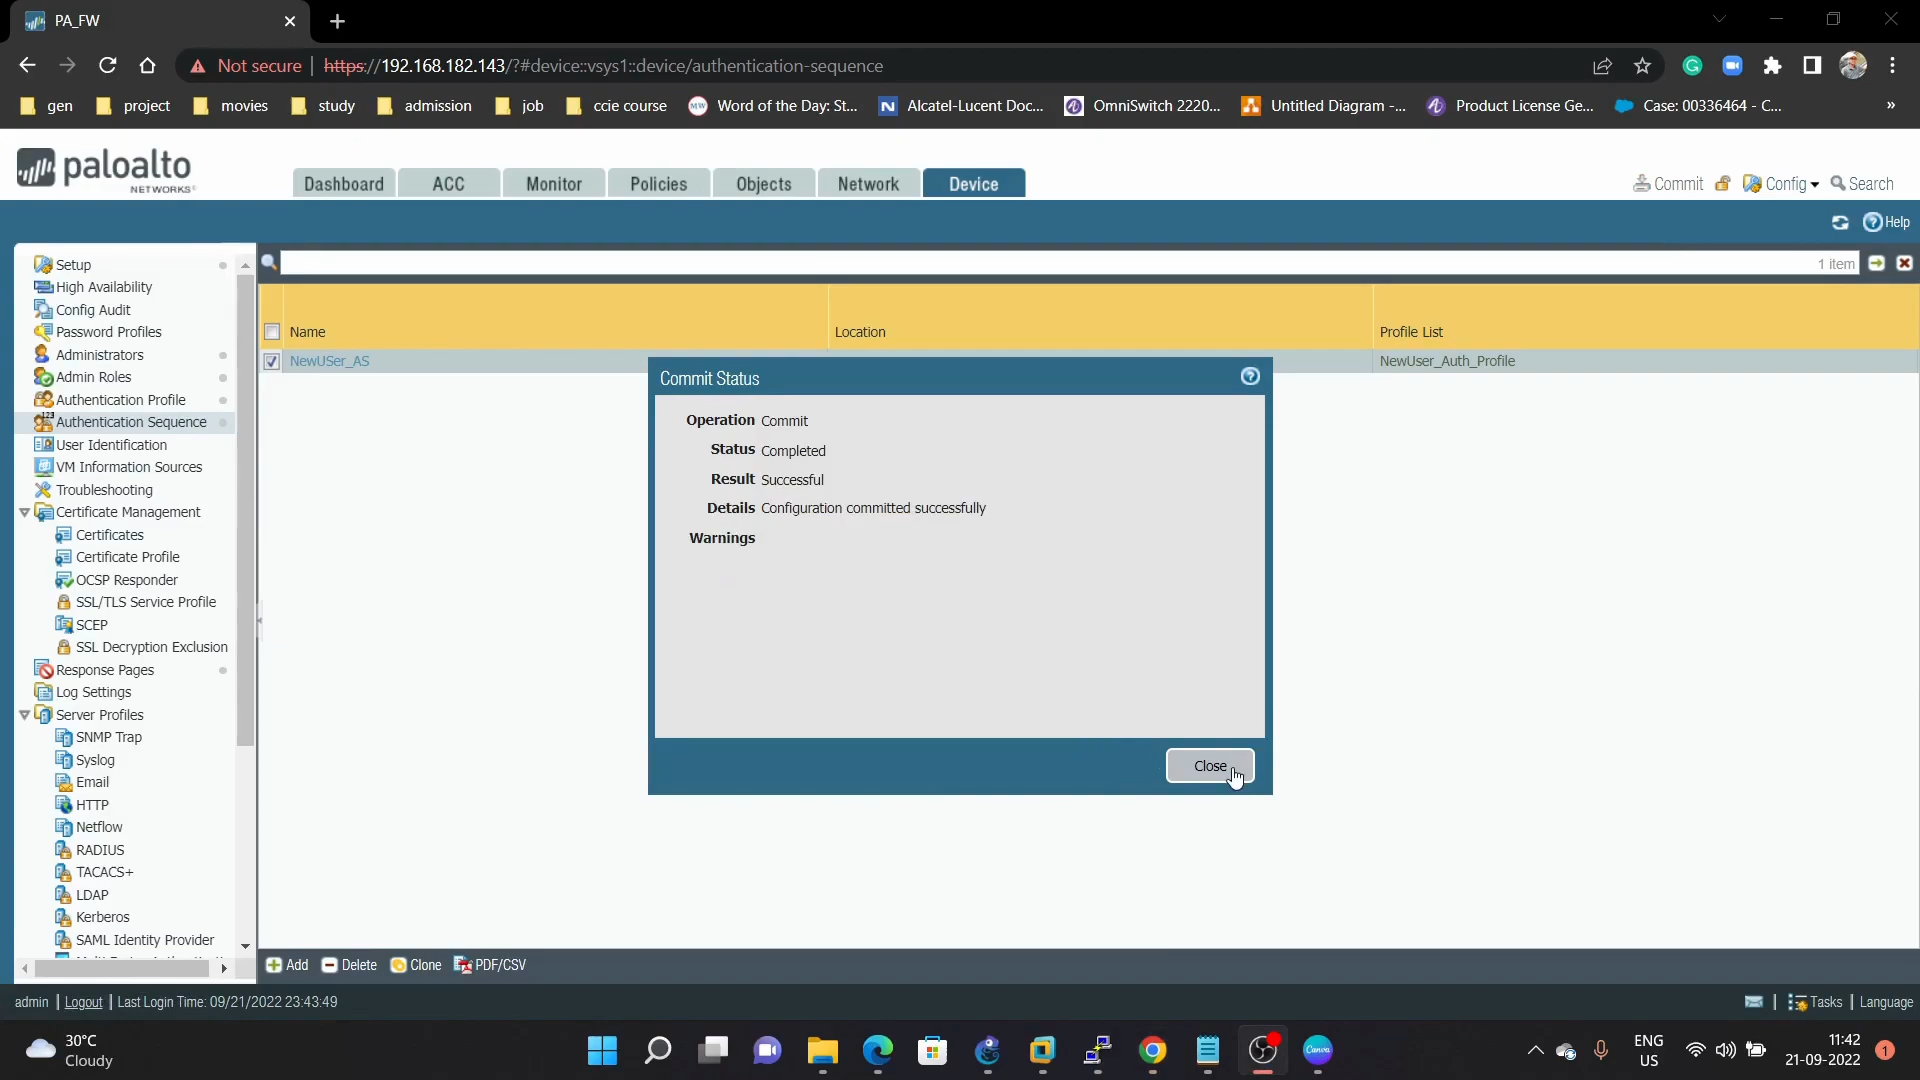 PA_FW
Not secure | https://192.168.182.143/?#device::vsys1::device/authentication-sequence
gen
project
movies
study
admission
job
ccie course
Word of the Day: St...
Alcatel-Lucent Doc...
OmniSwitch 2220...
Untitled Diagram -...
Product License Ge...
Case: 00336464 - C...
»
paloalto
NETWORKS
Dashboard
ACC
Monitor
Policies
Objects
Network
Device
Commit
Config
Search
Help
Setup
High Availability
Config Audit
Password Profiles
Administrators
Admin Roles
Authentication Profile
Authentication Sequence
User Identification
VM Information Sources
Troubleshooting
Certificate Management
Certificates
Certificate Profile
OCSP Responder
SSL/TLS Service Profile
SCEP
SSL Decryption Exclusion
Response Pages
Log Settings
Server Profiles
SNMP Trap
Syslog
Email
HTTP
Netflow
RADIUS
TACACS+
LDAP
Kerberos
SAML Identity Provider
1 item
Name
Location
Profile List
NewUSer_AS
NewUser_Auth_Profile
Commit Status
Operation Commit
Status Completed
Result Successful
Details Configuration committed successfully
Warnings
Close
Add
Delete
Clone
PDF/CSV
admin | Logout | Last Login Time: 09/21/2022 23:43:49
Tasks | Language
30°C
Cloudy
Canva
ENG
US
11:42
21-09-2022
1